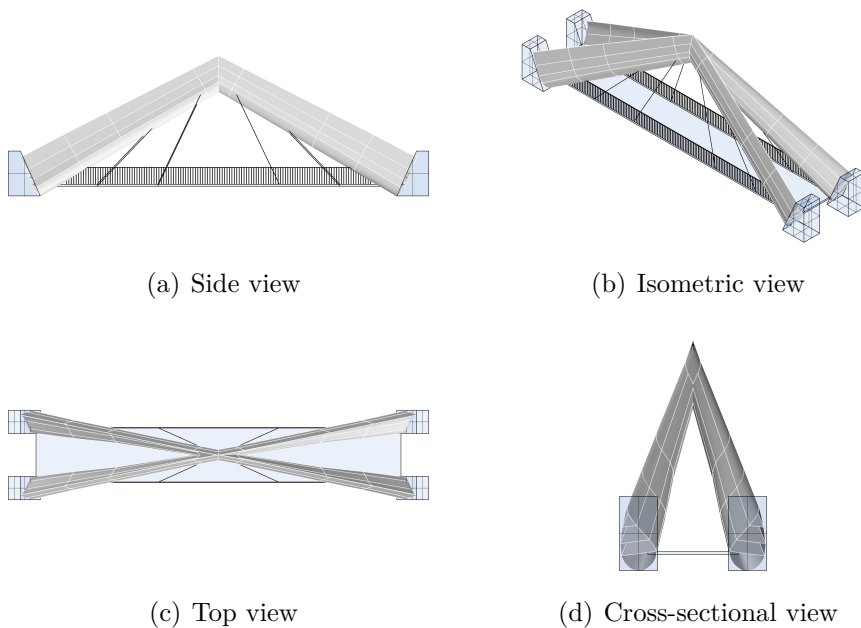 (a) Side view
(b) Isometric view
(c) Top view
(d) Cross-sectional view